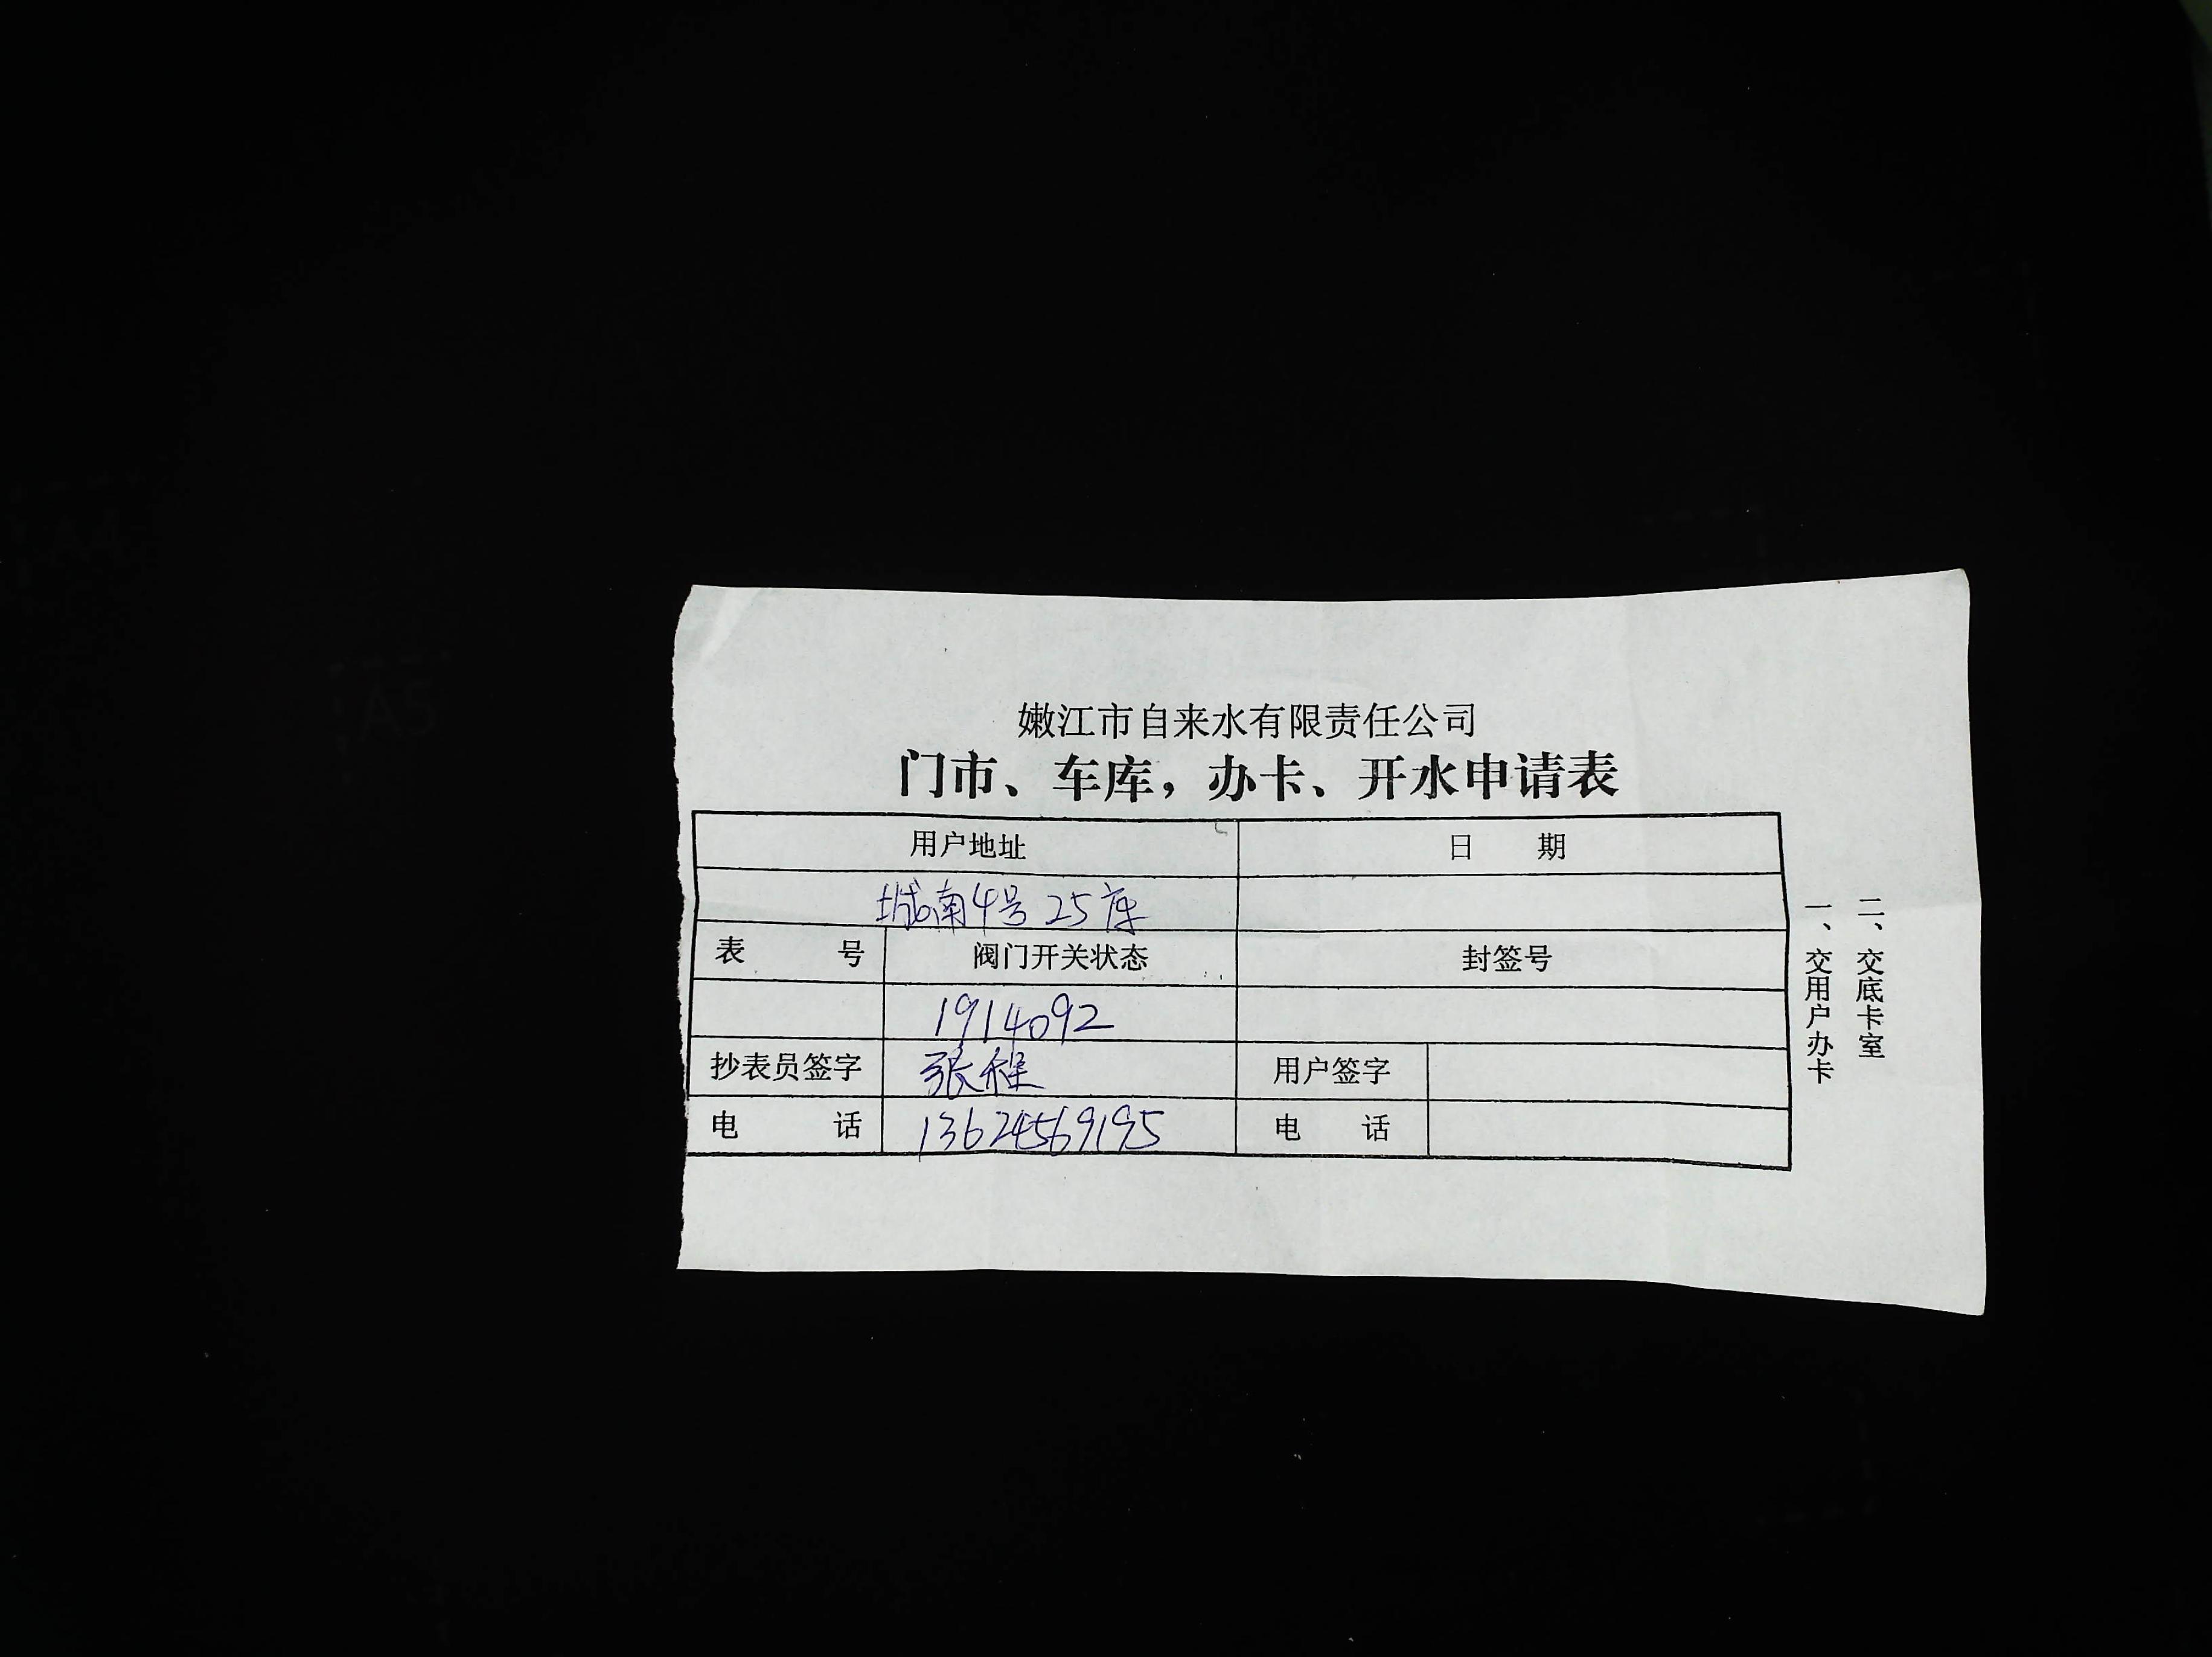 嫩江市自来水有限责任公司
门市、车库，办卡、开水申请表
用户地址 日 期
城南4号 25库
表 号 阀门开关状态 封签号
1914092
抄表员签字 张 用户签字
电 话 13624569195 电 话
一、交用户办卡
二、交底卡室
A5